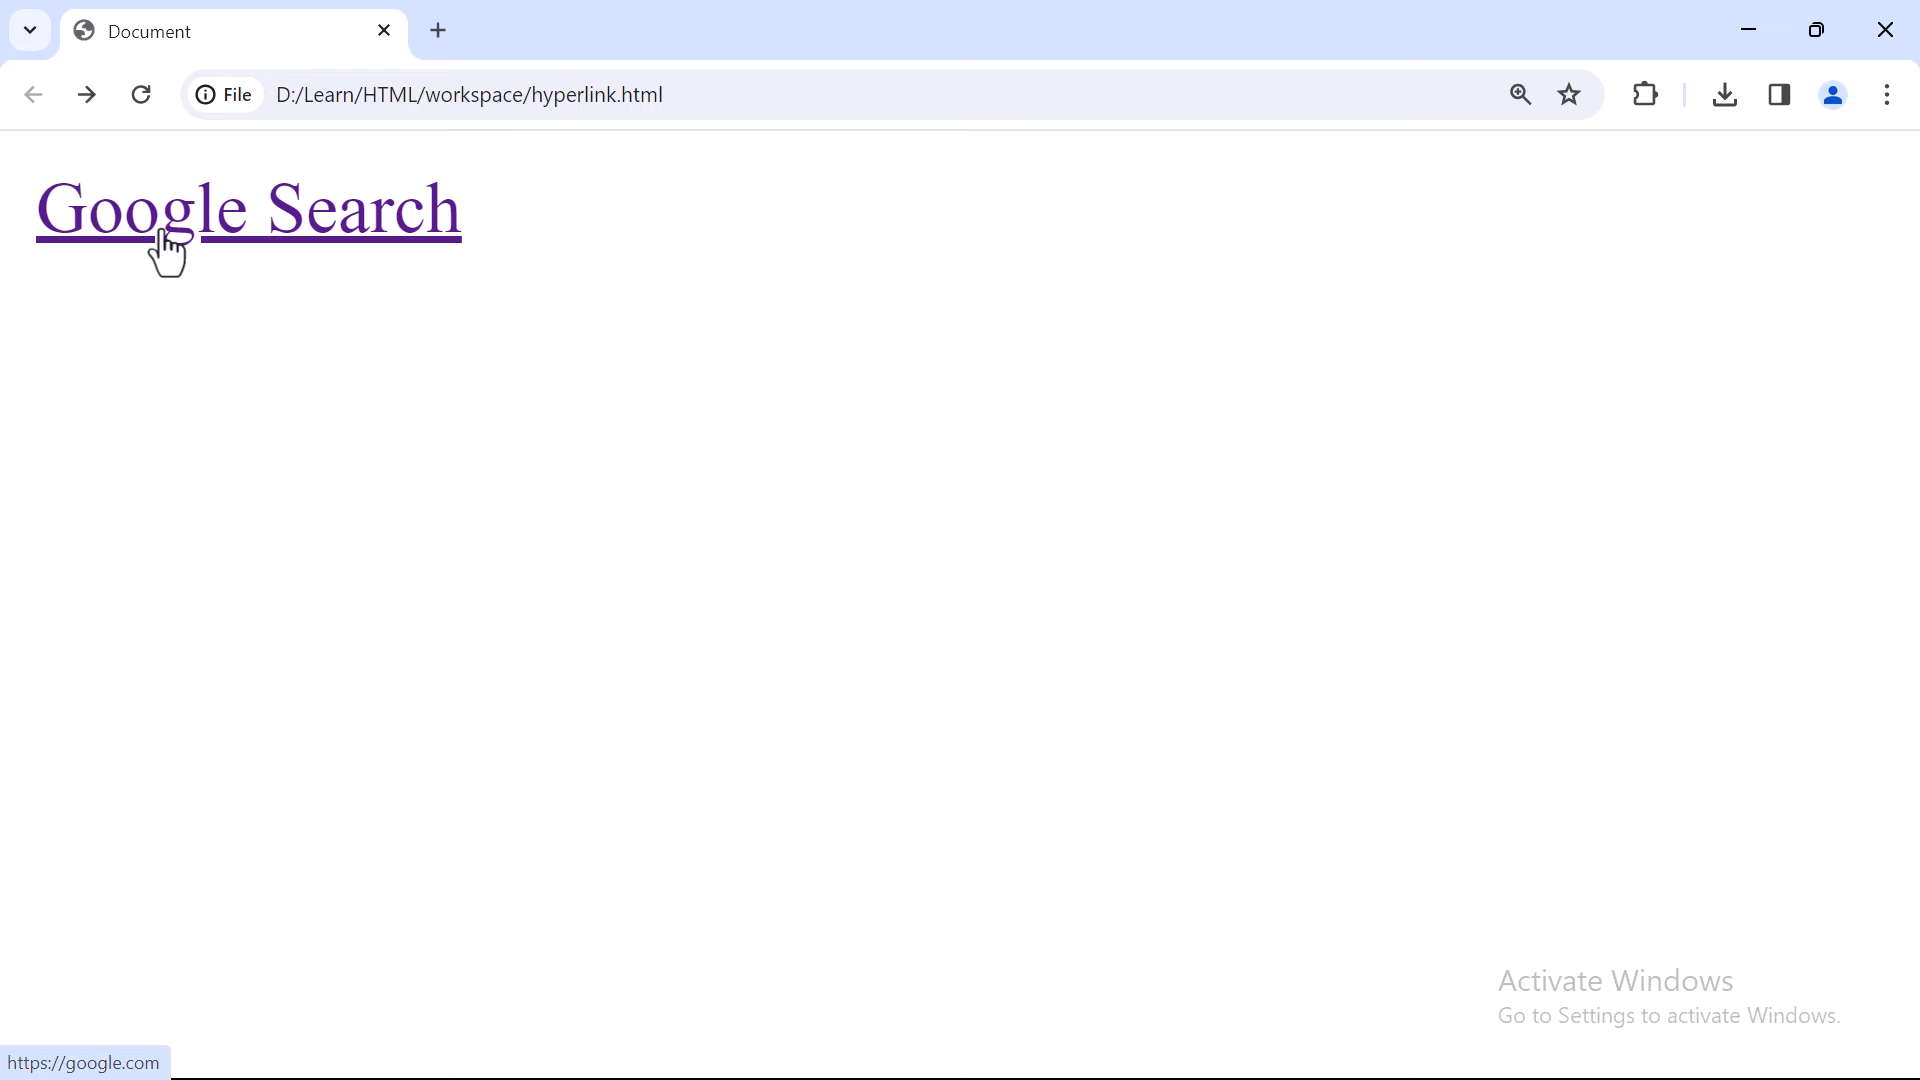 Document
File
D:/Learn/HTML/workspace/hyperlink.html
Google Search
Activate Windows
Go to Settings to activate Windows.
https://google.com